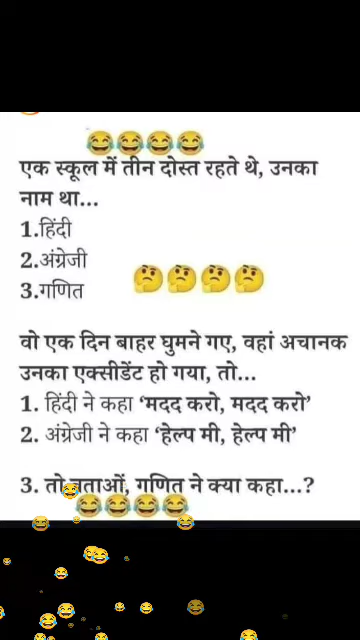 एक स्कूल में तीन दोस्त रहते थे, उनका
नाम था...
1.हिंदी
2.अंग्रेजी
3.गणित
वो एक दिन बाहर घुमने गए, वहां अचानक
उनका एक्सीडेंट हो गया, तो...
1. हिंदी ने कहा ‘मदद करो, मदद करो’
2. अंग्रेजी ने कहा ‘हेल्प मी, हेल्प मी’
3. तो बताओं, गणित ने क्या कहा...?